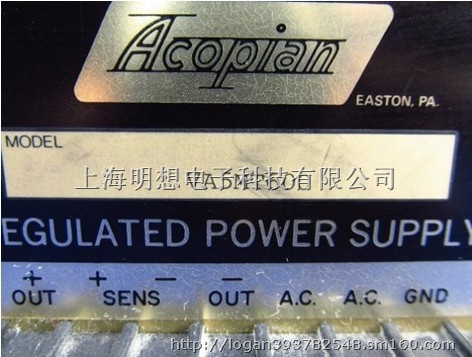 Acopian
EASTON, PA.
MODEL
上海明想电子科技有限公司
EGULATED POWER SUPPLY
+ + − −
OUT SENS OUT A.C. A.C. GND
http://logan393782548.sm160.com